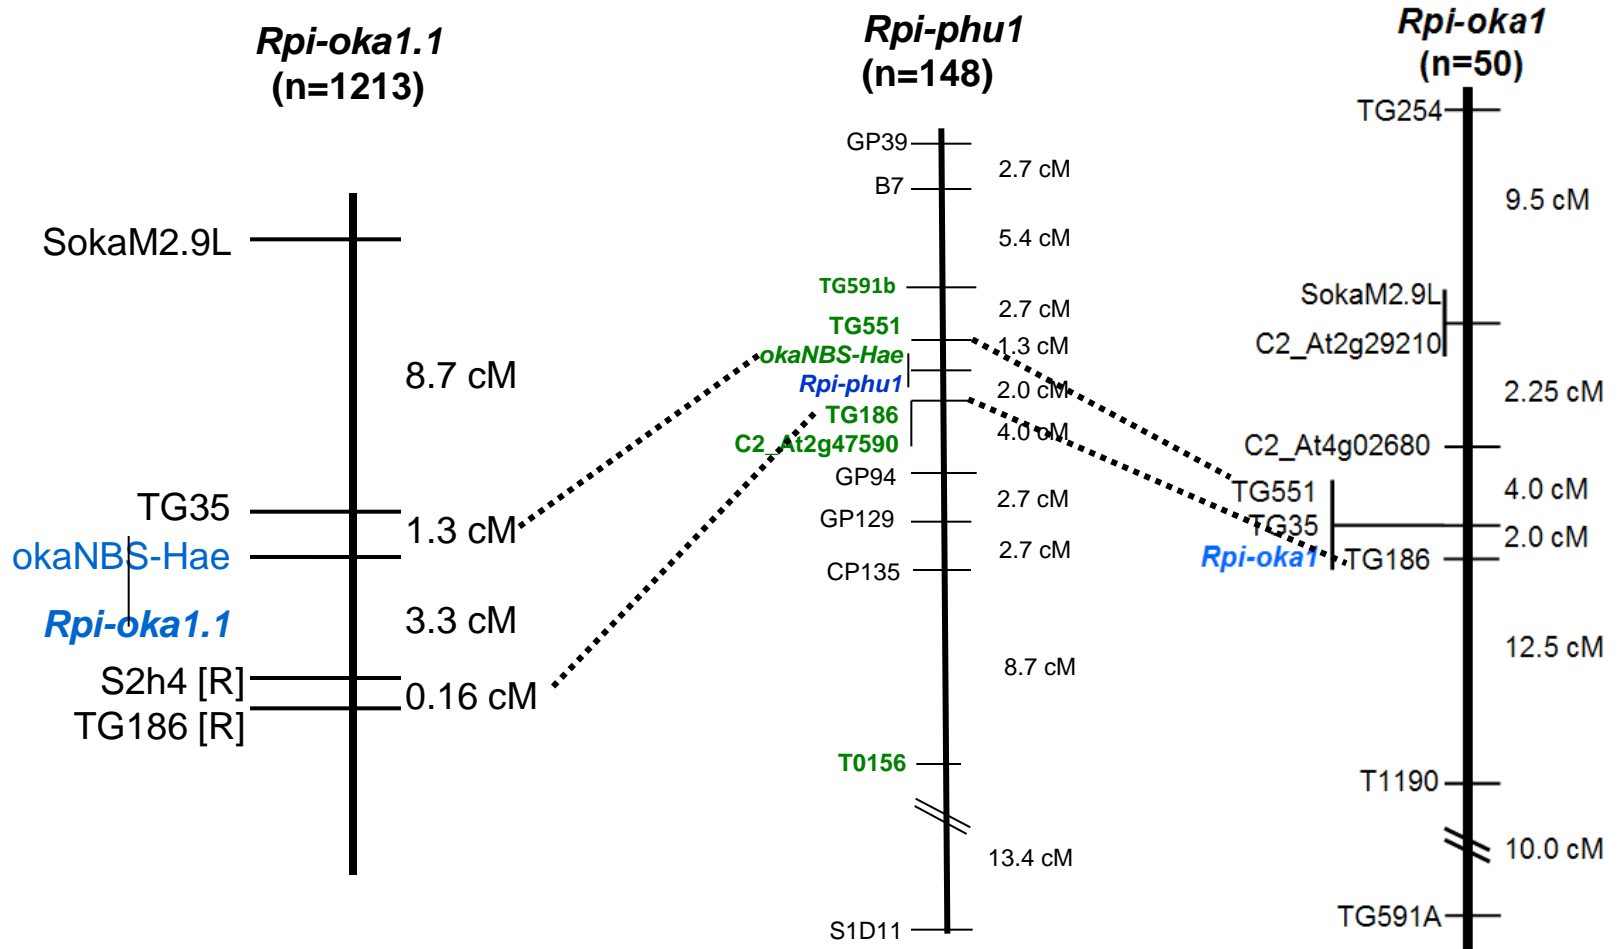 Rpi-oka1.1
(n=1213)
SokaM2.9L
8.7 cM
TG35
1.3 cM
okaNBS-Hae
Rpi-oka1.1
3.3 cM
S2h4 [R]
0.16 cM
TG186 [R]
Rpi-phu1
(n=148)
GP39
2.7 cM
B7
5.4 cM
TG591b
2.7 cM
TG551
1.3 cM
okaNBS-Hae
Rpi-phu1
2.0 cM
TG186
4.0 cM
C2_At2g47590
GP94
2.7 cM
GP129
2.7 cM
CP135
8.7 cM
T0156
13.4 cM
S1D11
Rpi-oka1
(n=50)
TG254
9.5 cM
SokaM2.9L
C2_At2g29210
2.25 cM
C2_At4g02680
4.0 cM
TG551
TG35
2.0 cM
Rpi-oka1
TG186
12.5 cM
T1190
10.0 cM
TG591A